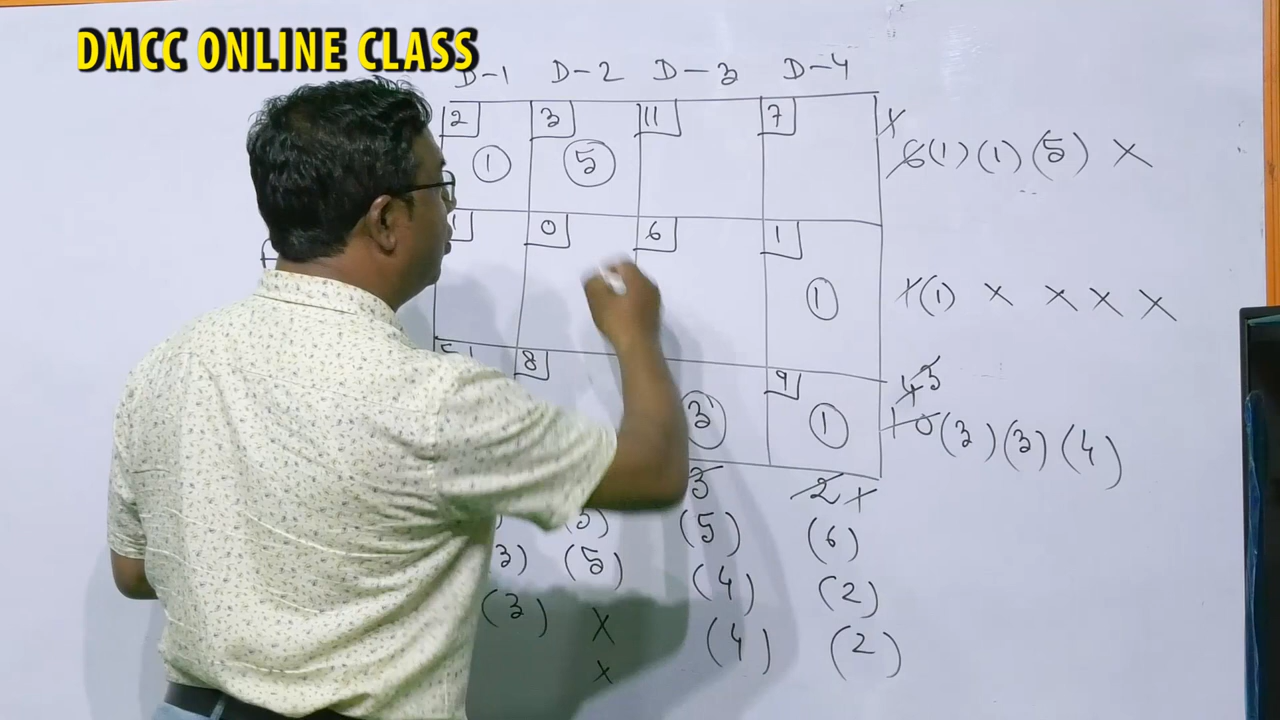 DMCC ONLINE CLASS
D-1 D-2 D-3 D-4
2 3 11 7 X
1 5 6 (1) (1) (5) X
1 0 6 1
1 1 (1) X X X X
8 9 4 3
3 1 10 (3) (3) (4)
3 2 X
(5) (6)
3) (5) (4) (2)
(3) X (4) (2)
X